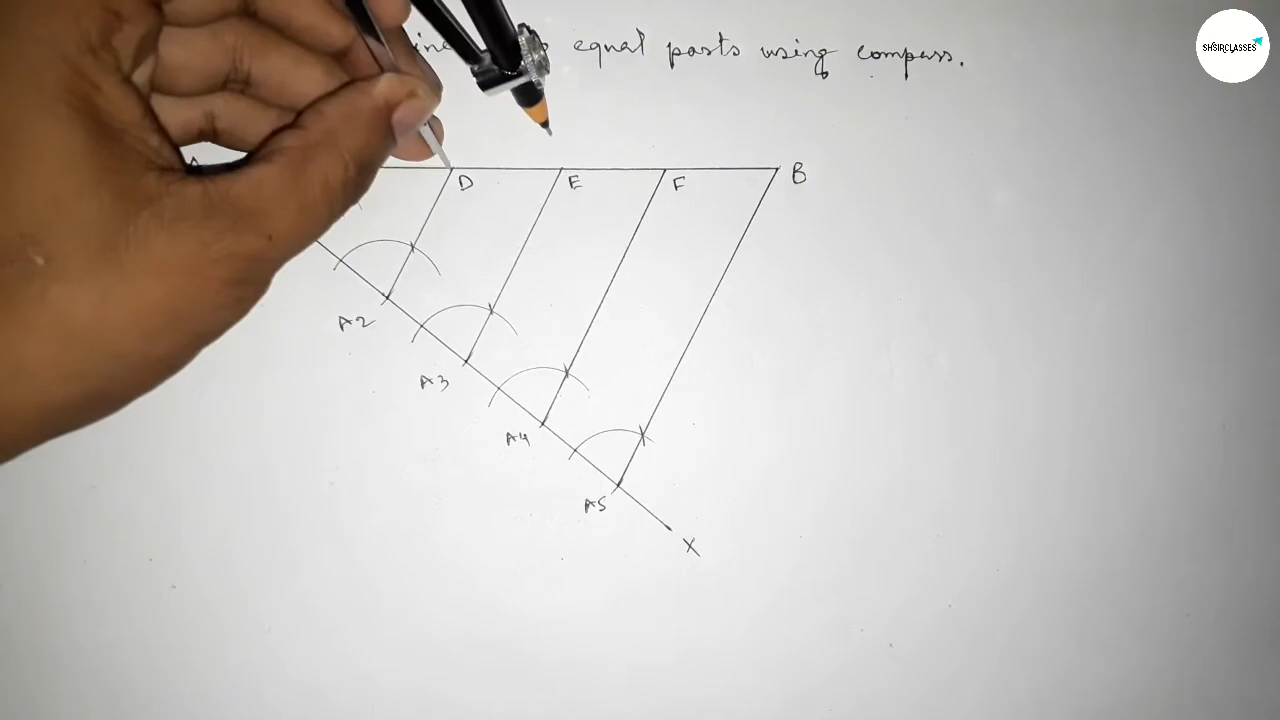 equal parts using compass.
SHSIRCLASSES
D E F B
A2
A3
A4
A5
X